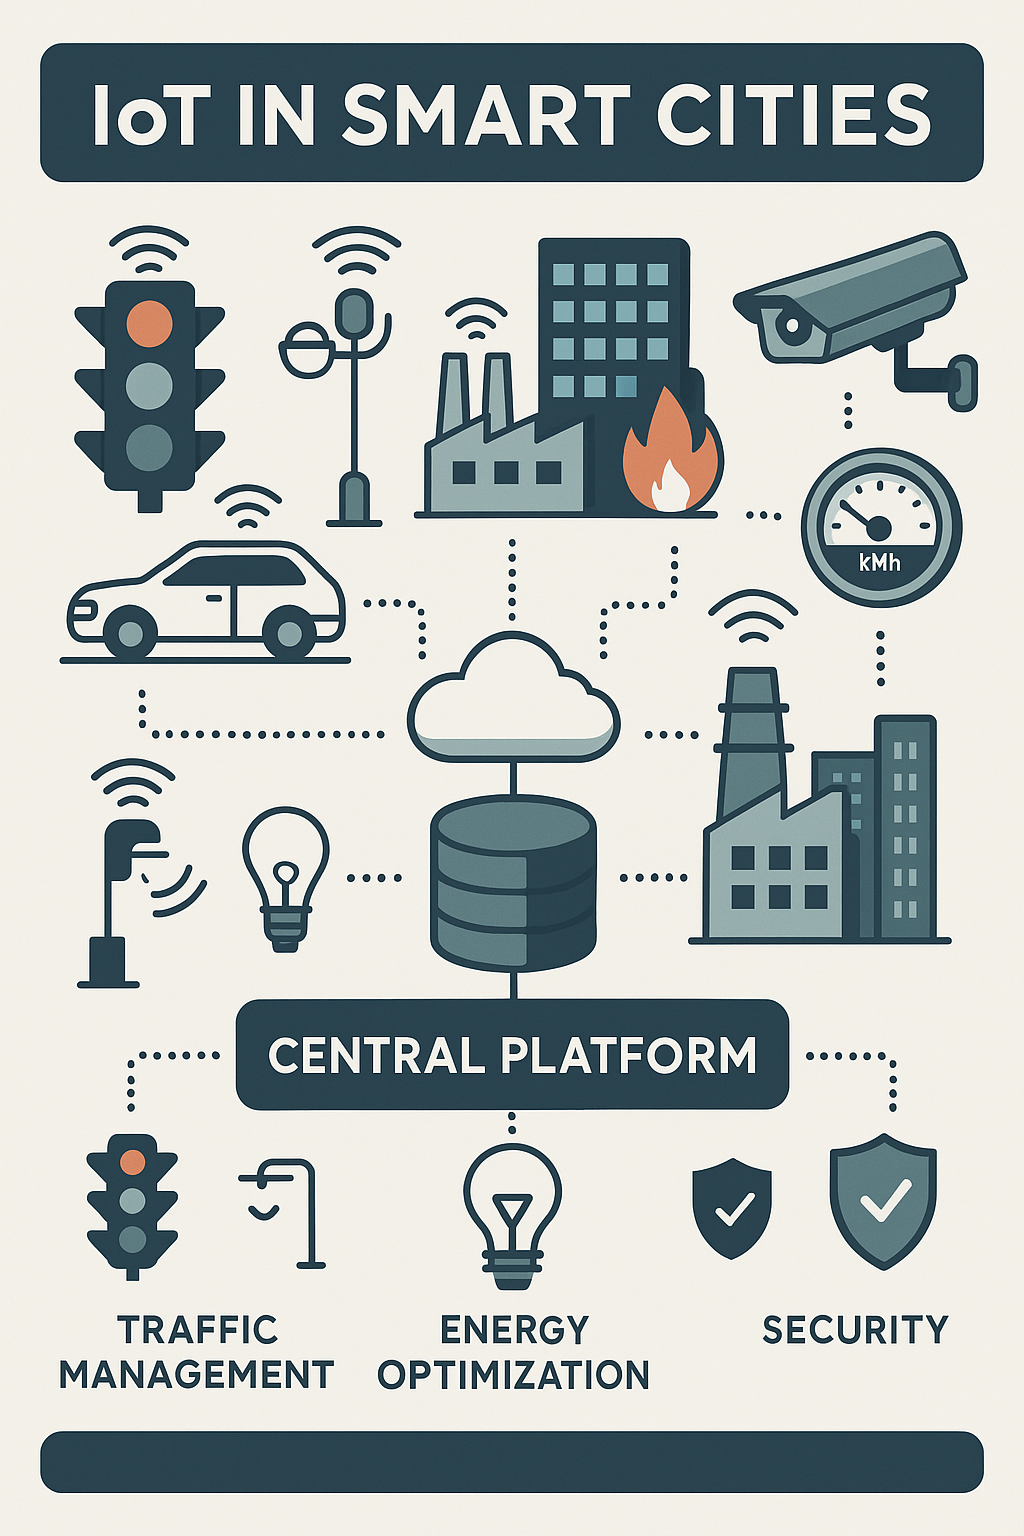 IoT IN SMART CITIES
kMh
CENTRAL PLATFORM
TRAFFIC
MANAGEMENT
ENERGY
OPTIMIZATION
SECURITY